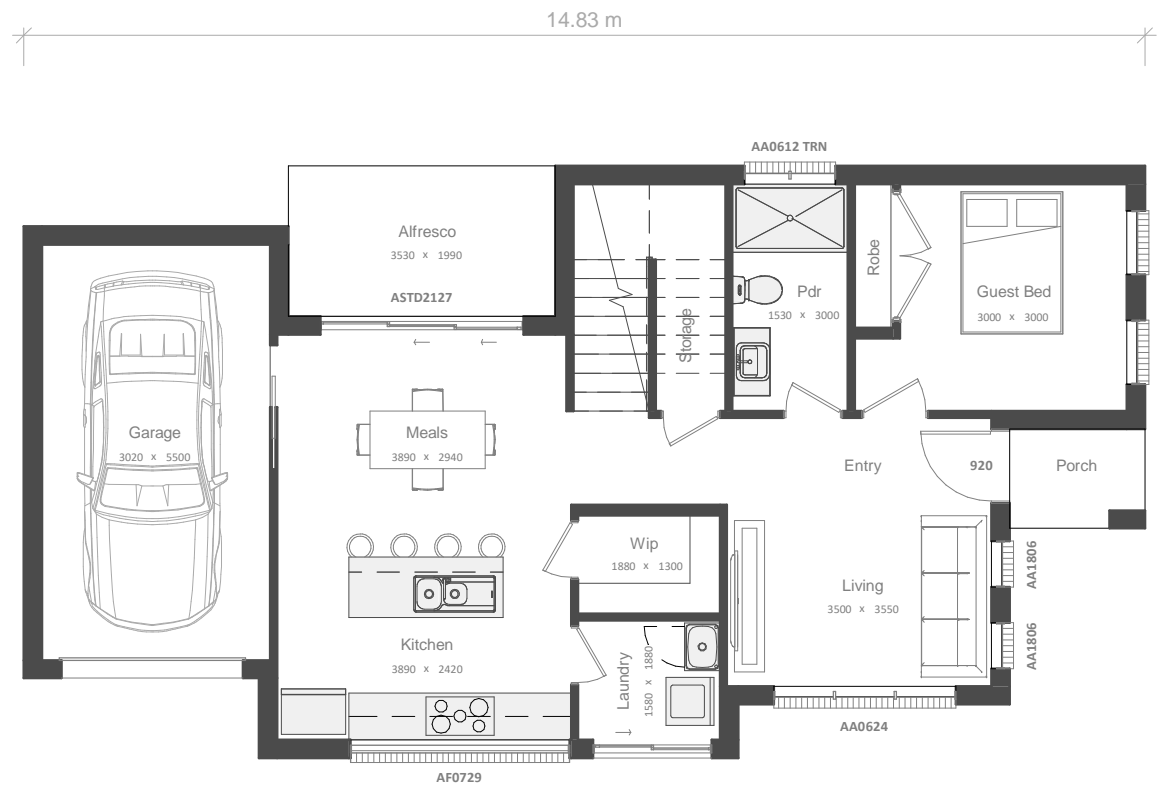 14.83 m
AA0612 TRN
Alfresco
3530 x 1990
ASTD2127
Storage
Pdr
1530 x 3000
Robe
Guest Bed
3000 x 3000
Garage
3020 x 5500
Meals
3890 x 2940
Entry
920
Porch
Wip
1880 x 1300
Living
3500 x 3550
AA1806
AA1806
Kitchen
3890 x 2420
Laundry
1580 x 1880
AA0624
AF0729